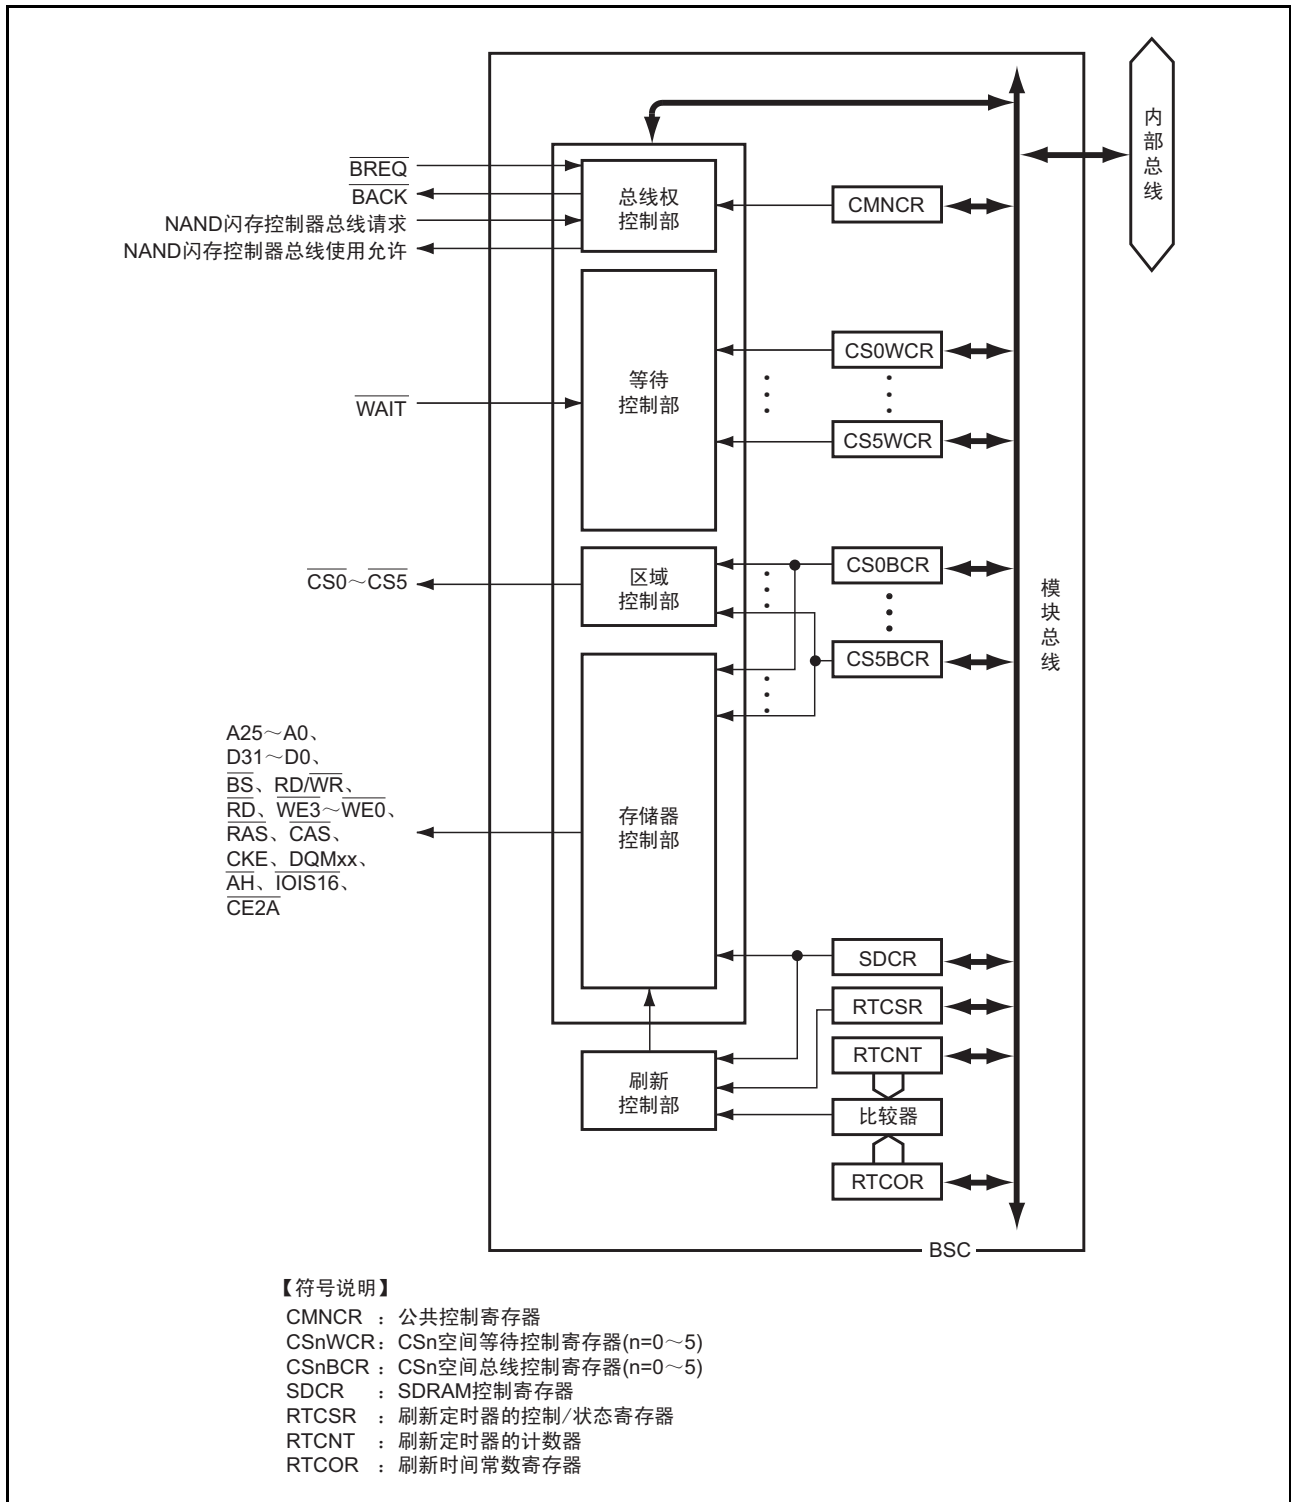 内部总线
BREQ
BACK
NAND闪存控制器总线请求
NAND闪存控制器总线使用允许
总线权
控制部
CMNCR
等待
控制部
CS0WCR
WAIT
CS5WCR
CS0~CS5
区域
控制部
CS0BCR
CS5BCR
模块总线
A25~A0、
D31~D0、
BS、RD/WR、
RD、WE3~WE0、
RAS、CAS、
CKE、DQMxx、
AH、IOIS16、
CE2A
存储器
控制部
SDCR
RTCSR
RTCNT
刷新
控制部
比较器
RTCOR
BSC
【符号说明】
CMNCR : 公共控制寄存器
CSnWCR: CSn空间等待控制寄存器(n=0~5)
CSnBCR : CSn空间总线控制寄存器(n=0~5)
SDCR : SDRAM控制寄存器
RTCSR : 刷新定时器的控制/状态寄存器
RTCNT : 刷新定时器的计数器
RTCOR : 刷新时间常数寄存器